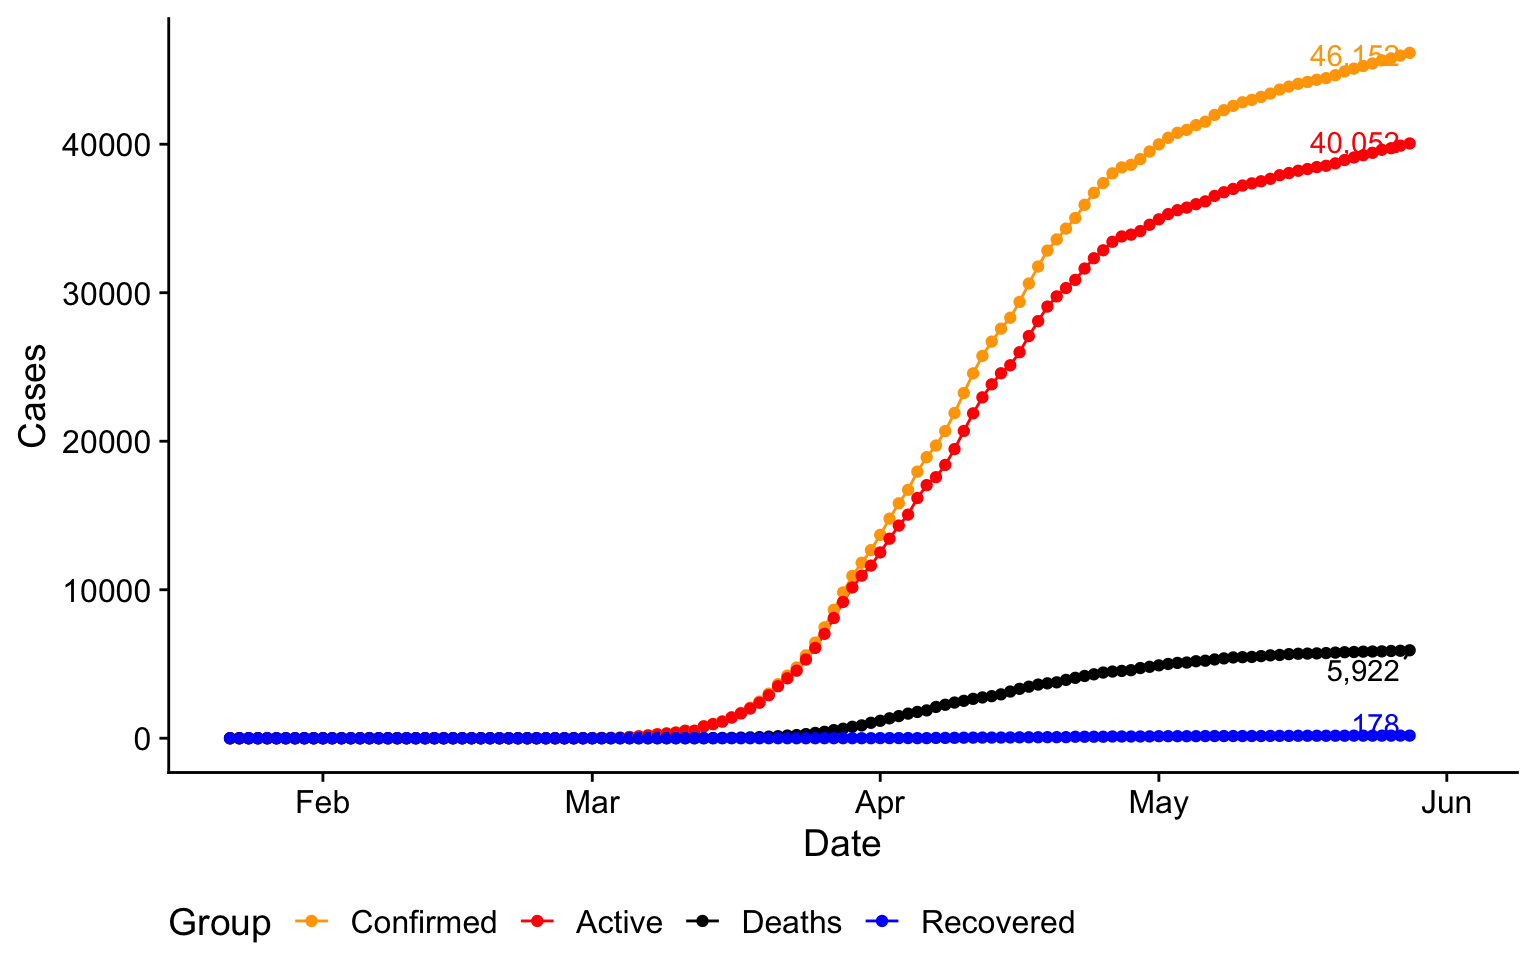 46,152
40,052
40000
30000
20000
10000
0
5,922
178
Cases
Feb Mar Apr May Jun
Date
Group Confirmed Active Deaths Recovered